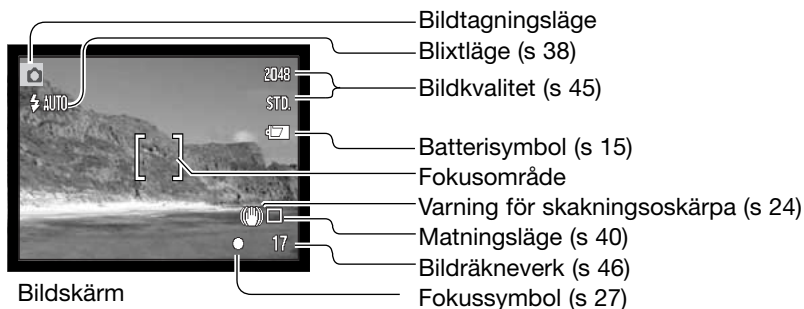 Bildtagningsläge
Blixtläge (s 38)
Bildkvalitet (s 45)
Batterisymbol (s 15)
Fokusområde
Varning för skakningsoskärpa (s 24)
Matningsläge (s 40)
Bildräkneverk (s 46)
Fokussymbol (s 27)
AUTO
2048
STD.
17
Bildskärm